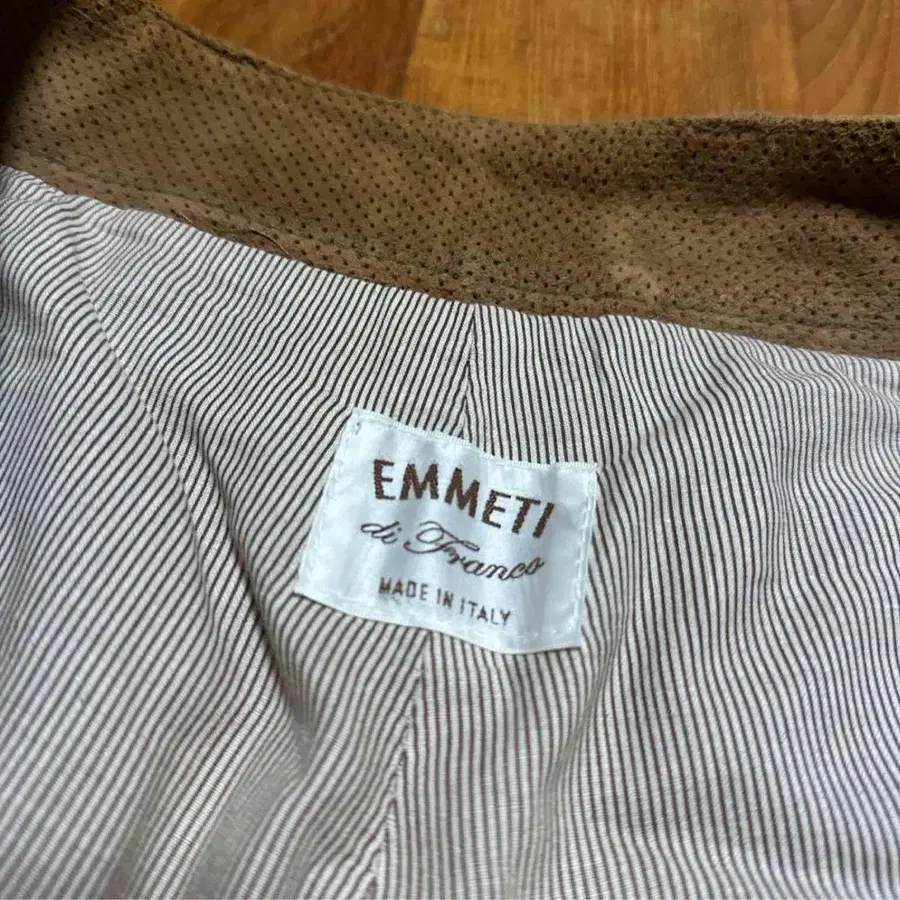 EMMETI
di Franco
MADE IN ITALY